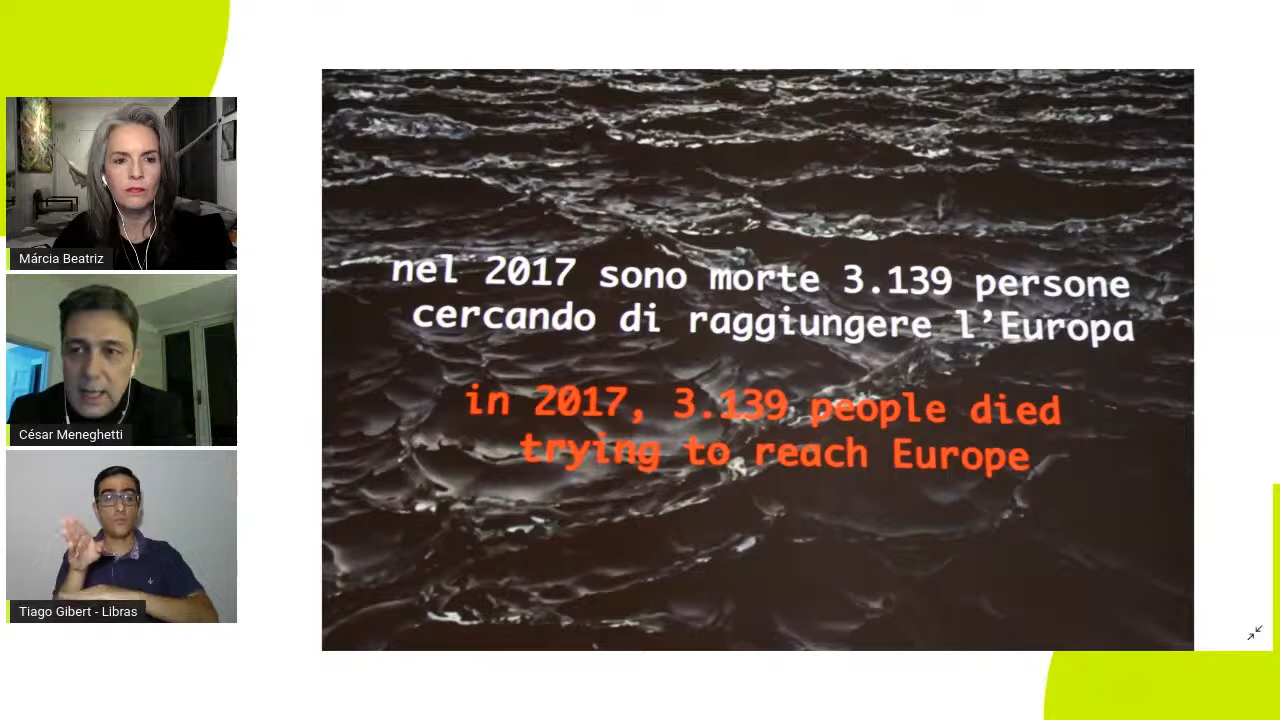 Márcia Beatriz
César Meneghetti
Tiago Gibert - Libras
nel 2017 sono morte 3.139 persone
cercando di raggiungere l’Europa
in 2017, 3.139 people died
trying to reach Europe